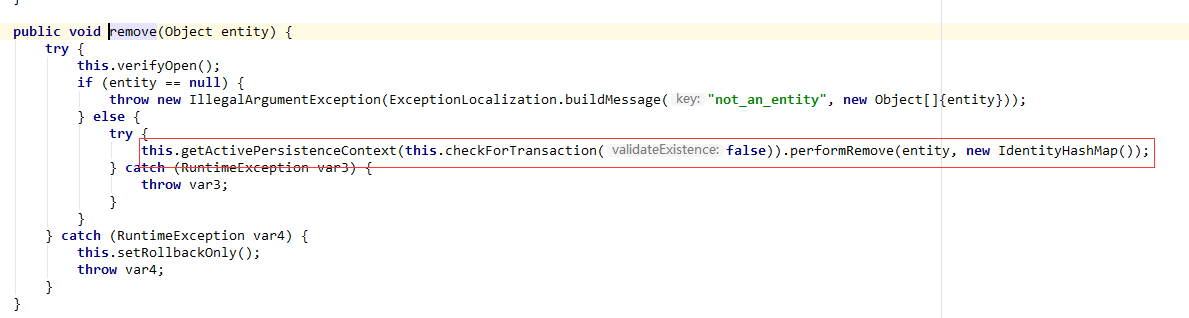 }
public void remove(Object entity) {
try {
this.verifyOpen();
if (entity == null) {
throw new IllegalArgumentException(ExceptionLocalization.buildMessage( key: "not_an_entity", new Object[]{entity}));
} else {
try {
this.getActivePersistenceContext(this.checkForTransaction( validateExistence: false)).performRemove(entity, new IdentityHashMap());
} catch (RuntimeException var3) {
throw var3;
}
}
} catch (RuntimeException var4) {
this.setRollbackOnly();
throw var4;
}
}